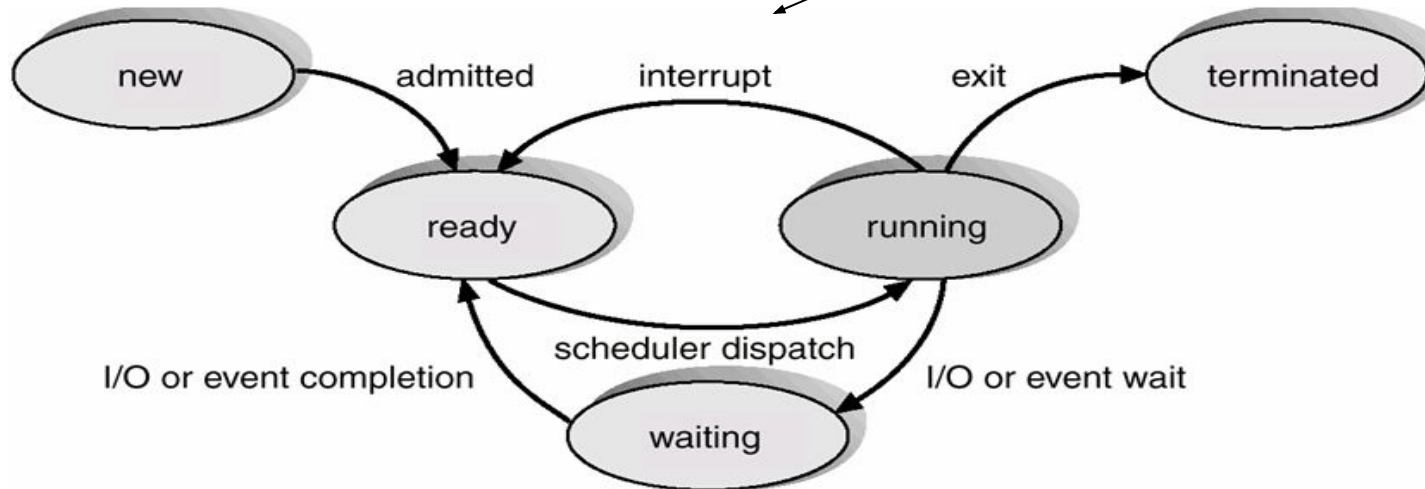 new
admitted
interrupt
exit
terminated
ready
running
scheduler dispatch
I/O or event completion
I/O or event wait
waiting